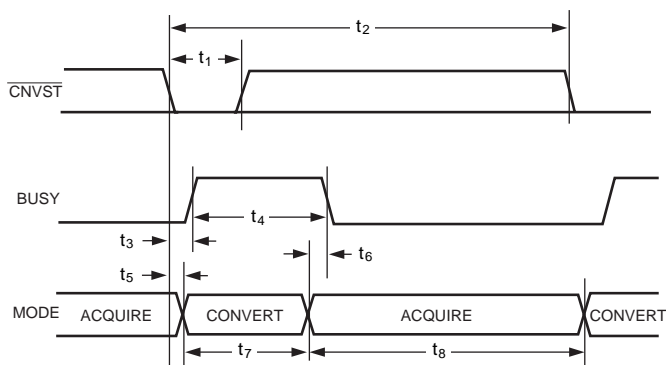 t2
t1
CNVST
BUSY
t4
t3
t6
t5
MODE ACQUIRE CONVERT ACQUIRE CONVERT
t7 t8